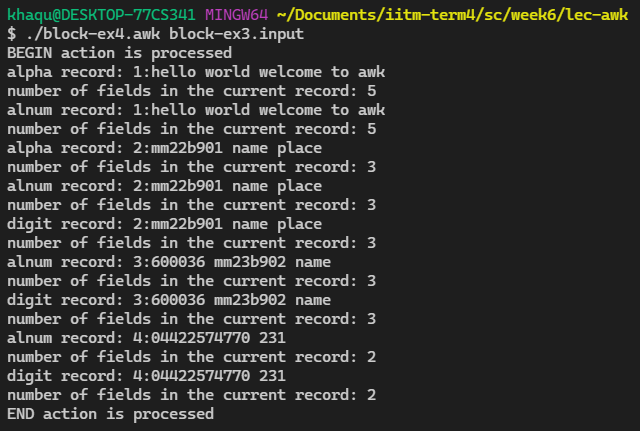 khaqu@DESKTOP-77CS341 MINGW64 ~/Documents/iitm-term4/sc/week6/lec-awk
$ ./block-ex4.awk block-ex3.input
BEGIN action is processed
alpha record: 1:hello world welcome to awk
number of fields in the current record: 5
alnum record: 1:hello world welcome to awk
number of fields in the current record: 5
alpha record: 2:mm22b901 name place
number of fields in the current record: 3
alnum record: 2:mm22b901 name place
number of fields in the current record: 3
digit record: 2:mm22b901 name place
number of fields in the current record: 3
alnum record: 3:600036 mm23b902 name
number of fields in the current record: 3
digit record: 3:600036 mm23b902 name
number of fields in the current record: 3
alnum record: 4:04422574770 231
number of fields in the current record: 2
digit record: 4:04422574770 231
number of fields in the current record: 2
END action is processed